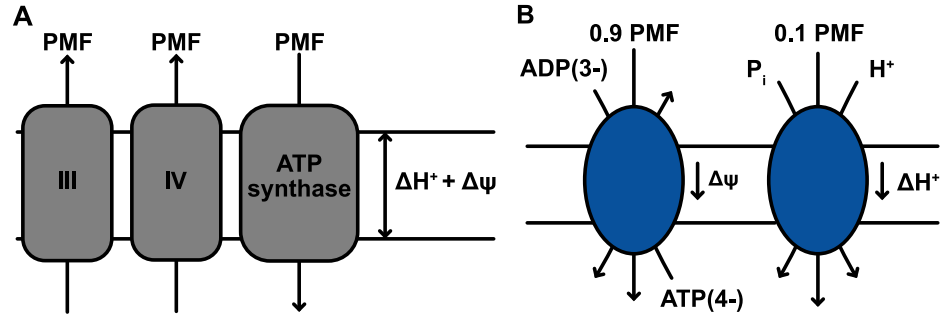 A
PMF PMF PMF
III IV ATP
synthase
ΔH⁺ + Δψ
B
0.9 PMF 0.1 PMF
ADP(3-) Pᵢ H⁺
Δψ ΔH⁺
ATP(4-)